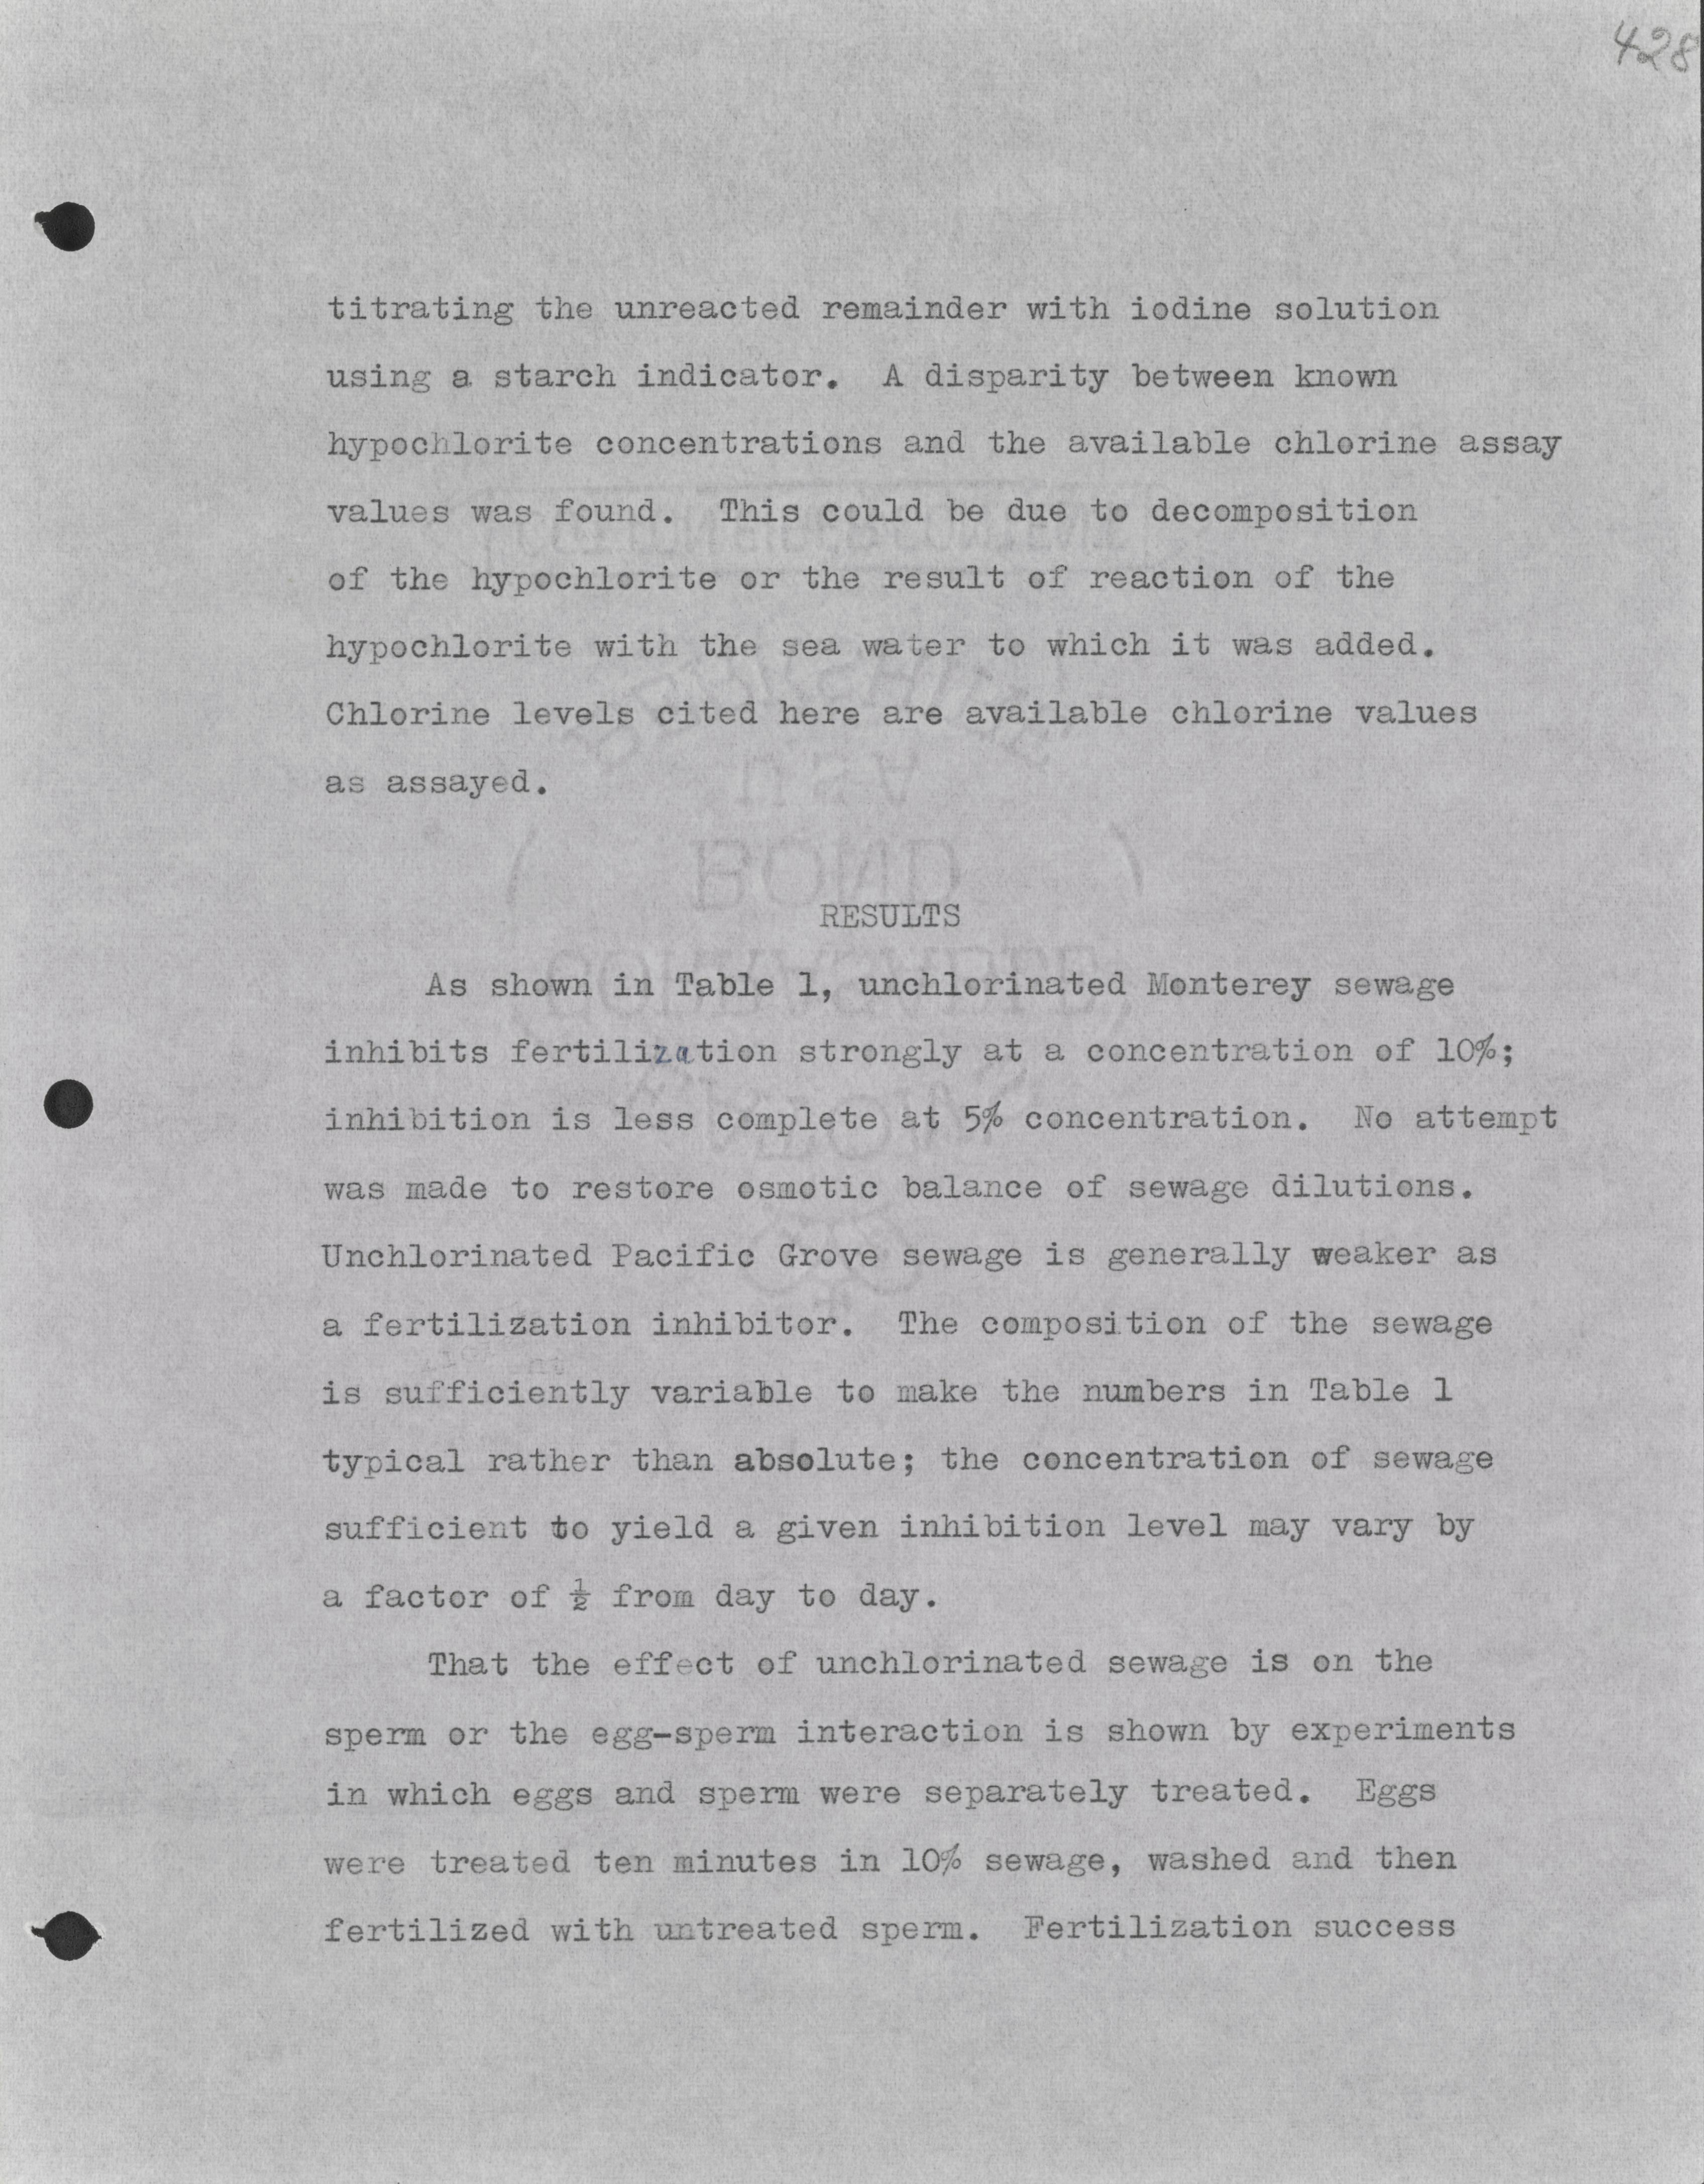 428
titrating the unreacted remainder with iodine solution
using a starch indicator. A disparity between known
hypochlorite concentrations and the available chlorine assay
values was found. This could be due to decomposition
of the hypochlorite or the result of reaction of the
hypochlorite with the sea water to which it was added.
Chlorine levels cited here are available chlorine values
as assayed.
RESULTS
As shown in Table 1, unchlorinated Monterey sewage
inhibits fertilization strongly at a concentration of 10%;
inhibition is less complete at 5% concentration. No attempt
was made to restore osmotic balance of sewage dilutions.
Unchlorinated Pacific Grove sewage is generally weaker as
a fertilization inhibitor. The composition of the sewage
is sufficiently variable to make the numbers in Table 1
typical rather than absolute; the concentration of sewage
sufficient to yield a given inhibition level may vary by
a factor of ½ from day to day.
That the effect of unchlorinated sewage is on the
sperm or the egg-sperm interaction is shown by experiments
in which eggs and sperm were separately treated. Eggs
were treated ten minutes in 10% sewage, washed and then
fertilized with untreated sperm. Fertilization success